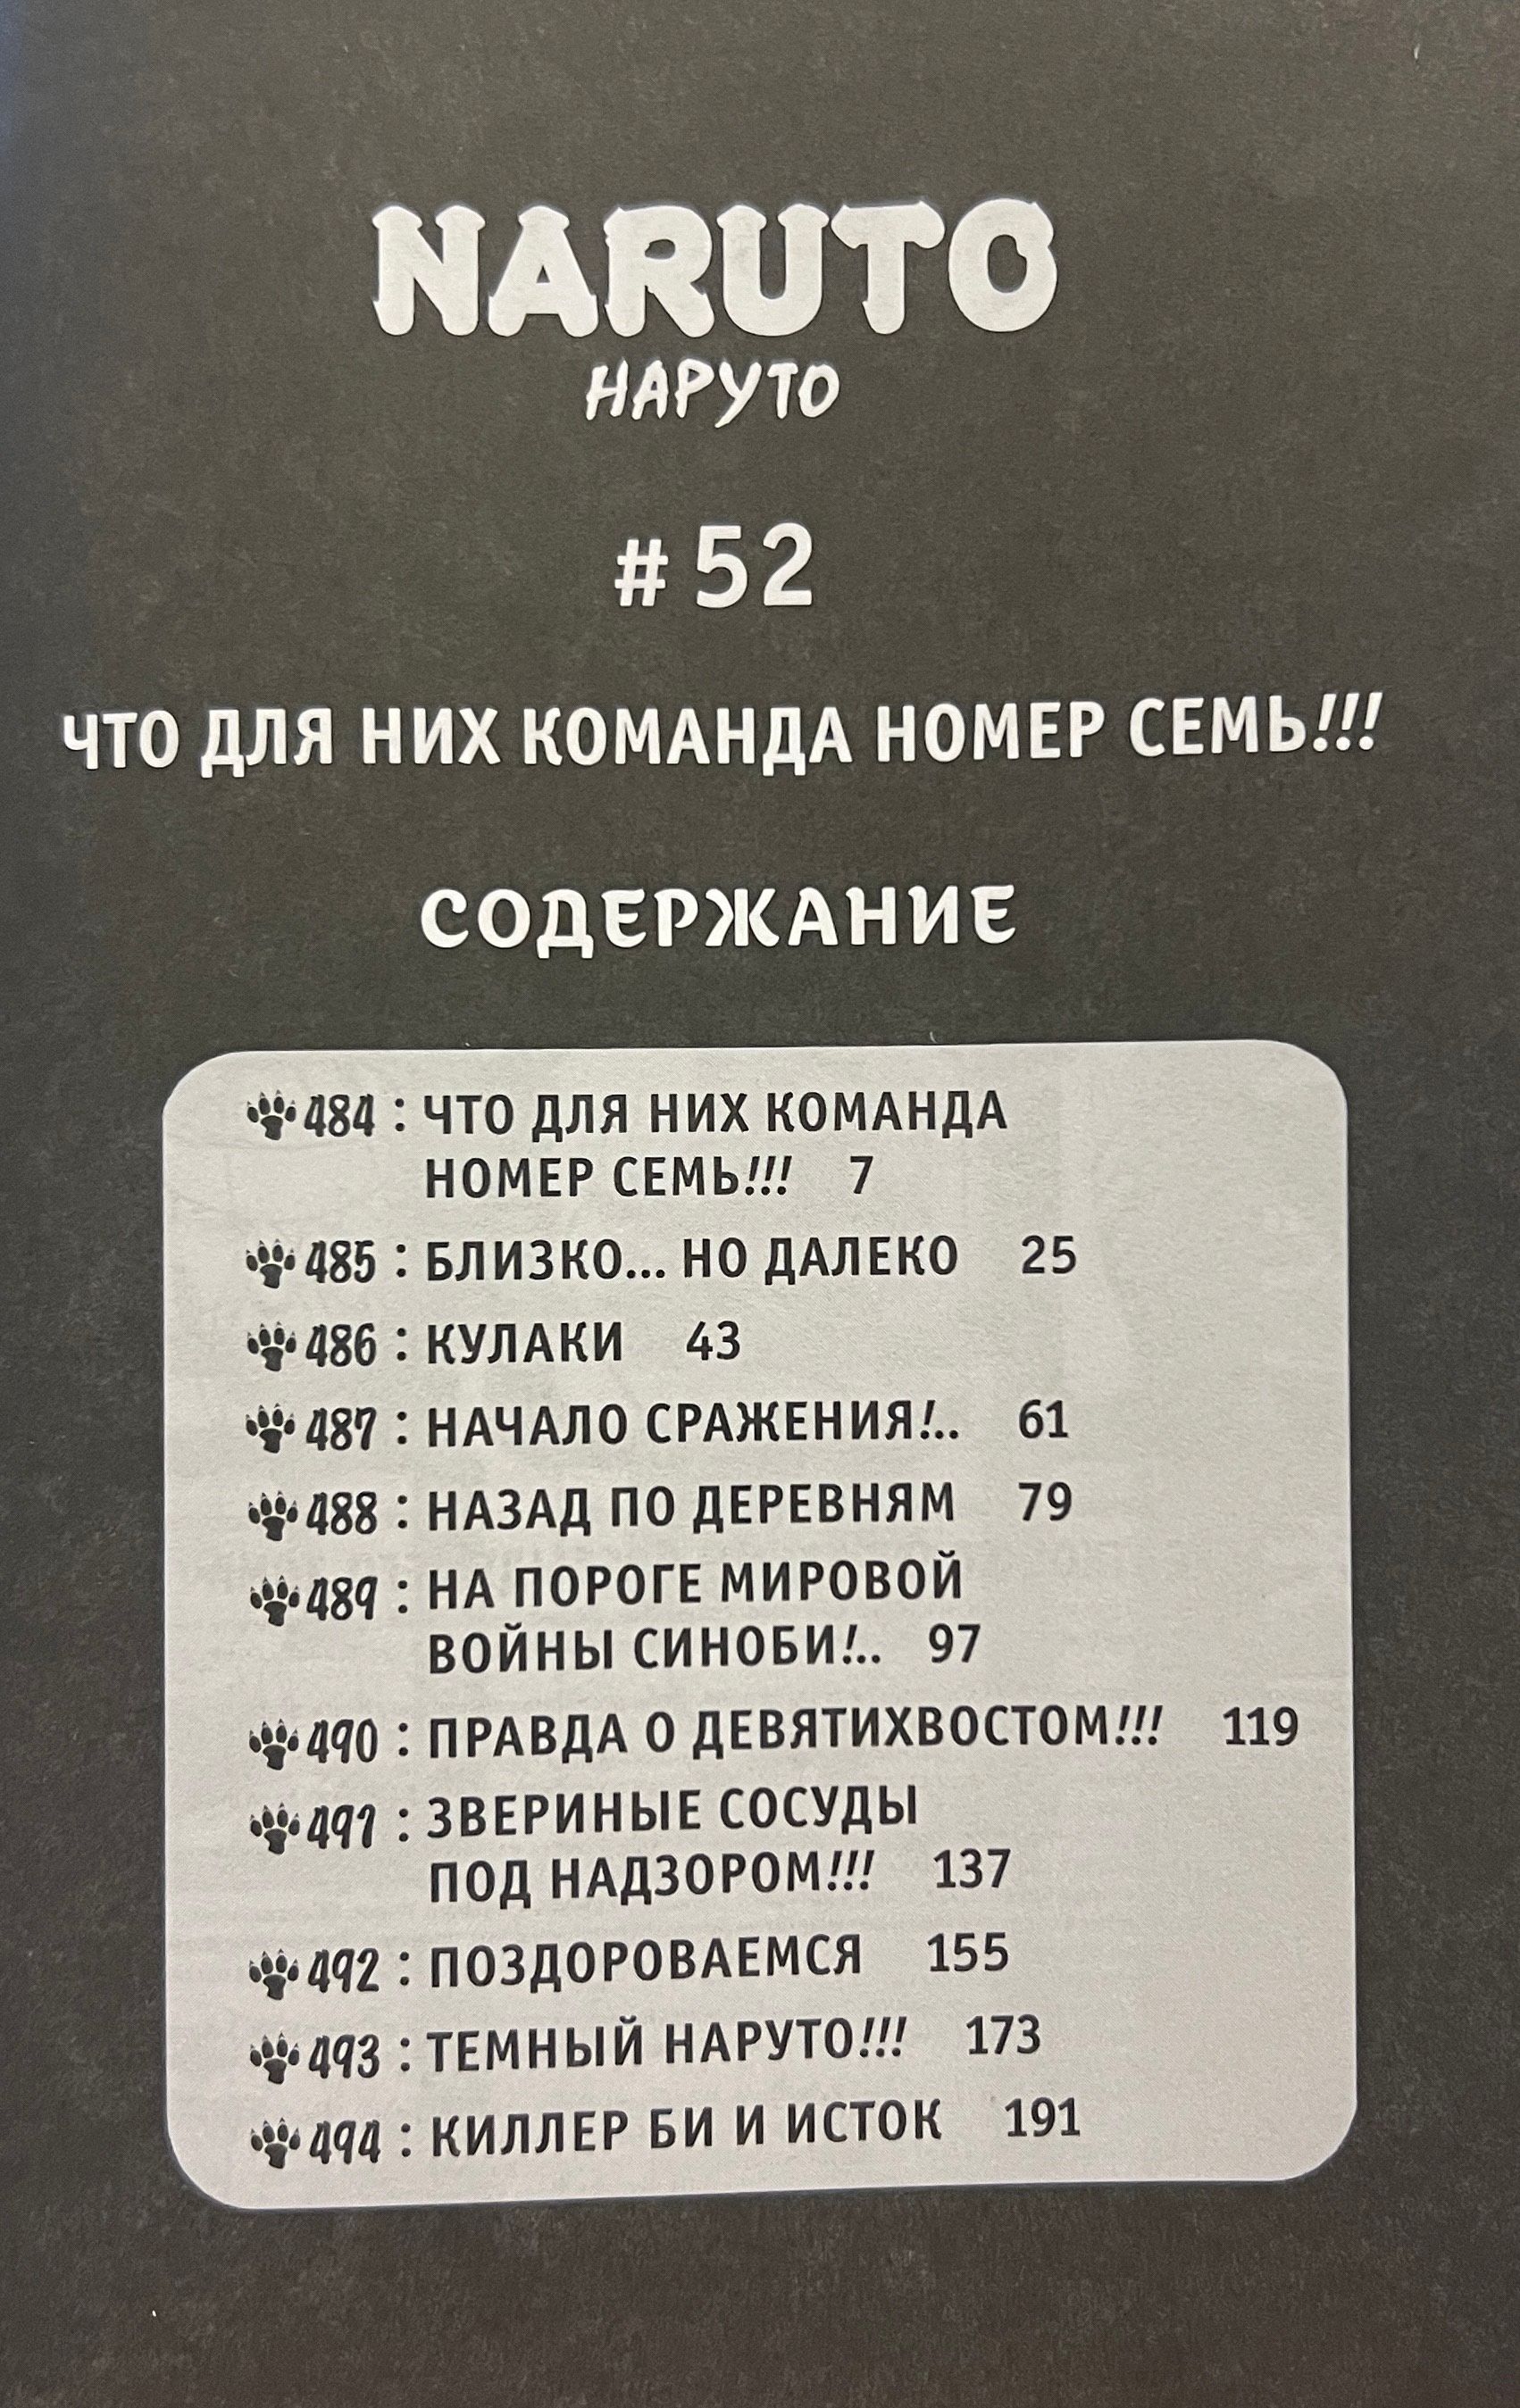 NARUTO
НАРУТО
# 52
ЧТО ДЛЯ НИХ КОМАНДА НОМЕР СЕМЬ!!!
СОДЕРЖАНИЕ
484 : ЧТО ДЛЯ НИХ КОМАНДА
НОМЕР СЕМЬ!!! 7
485 : БЛИЗКО... НО ДАЛЕКО 25
486 : КУЛАКИ 43
487 : НАЧАЛО СРАЖЕНИЯ!.. 61
488 : НАЗАД ПО ДЕРЕВНЯМ 79
489 : НА ПОРОГЕ МИРОВОЙ
ВОЙНЫ СИНОБИ!.. 97
490 : ПРАВДА О ДЕВЯТИХВОСТОМ!!! 119
491 : ЗВЕРИНЫЕ СОСУДЫ
ПОД НАДЗОРОМ!!! 137
492 : ПОЗДОРОВАЕМСЯ 155
493 : ТЕМНЫЙ НАРУТО!!! 173
494 : КИЛЛЕР БИ И ИСТОК 191